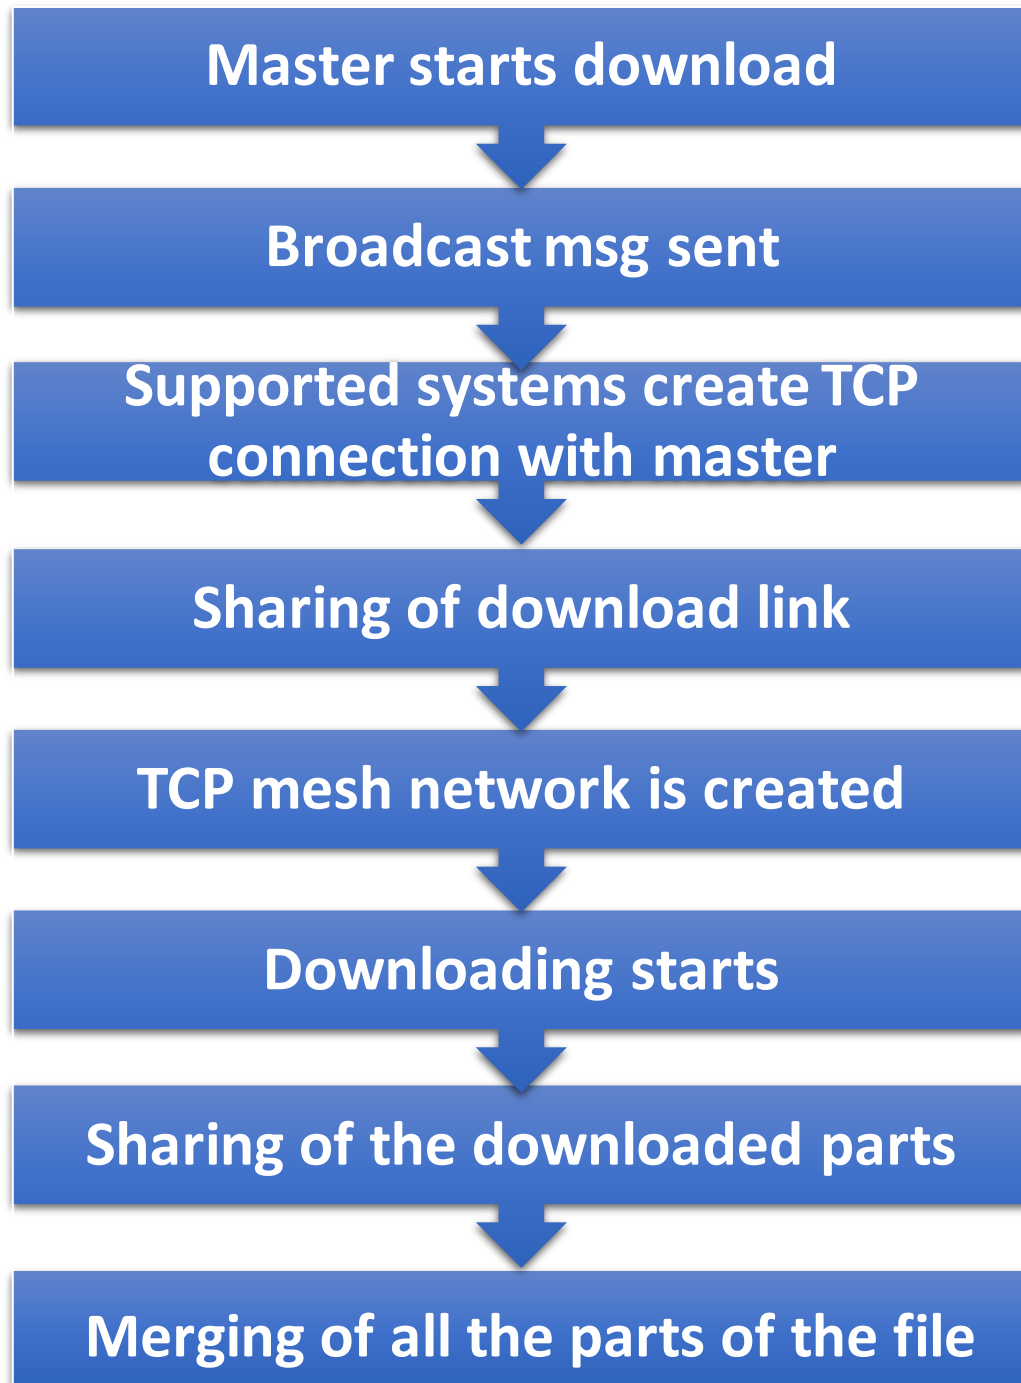 Master starts download
Broadcast msg sent
Supported systems create TCP
connection with master
Sharing of download link
TCP mesh network is created
Downloading starts
Sharing of the downloaded parts
Merging of all the parts of the file